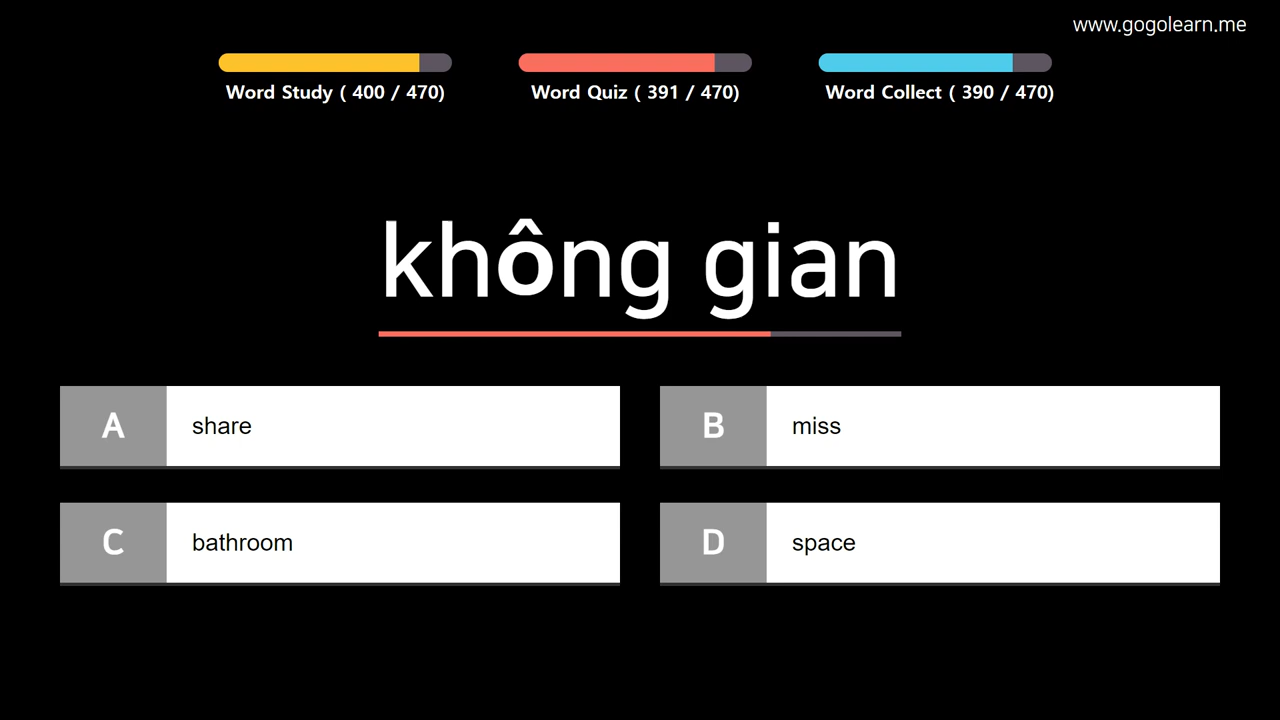 www.gogolearn.me
Word Study ( 400 / 470)
Word Quiz ( 391 / 470)
Word Collect ( 390 / 470)
không gian
A share
B miss
C bathroom
D space